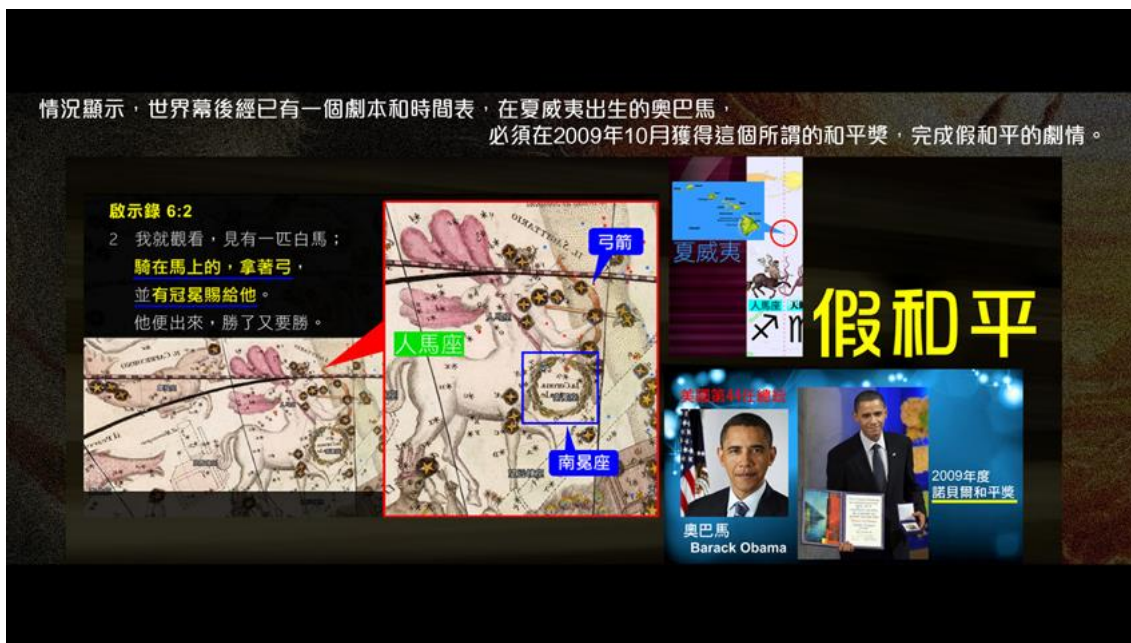 情況顯示，世界幕後經已有一個劇本和時間表，在夏威夷出生的奧巴馬，
必須在2009年10月獲得這個所謂的和平獎，完成假和平的劇情。
啟示錄 6:2
2 我就觀看，見有一匹白馬；
騎在馬上的，拿著弓，
並有冠冕賜給他。
他便出來，勝了又要勝。
人馬座
弓箭
南冕座
夏威夷
人馬座
假和平
美國第44任總統
奧巴馬
Barack Obama
2009年度
諾貝爾和平獎